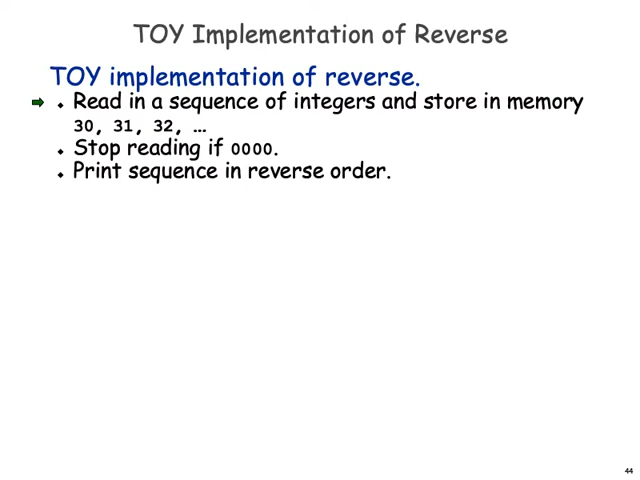 TOY Implementation of Reverse
TOY implementation of reverse.
Read in a sequence of integers and store in memory
30, 31, 32, …
Stop reading if 0000.
Print sequence in reverse order.
44